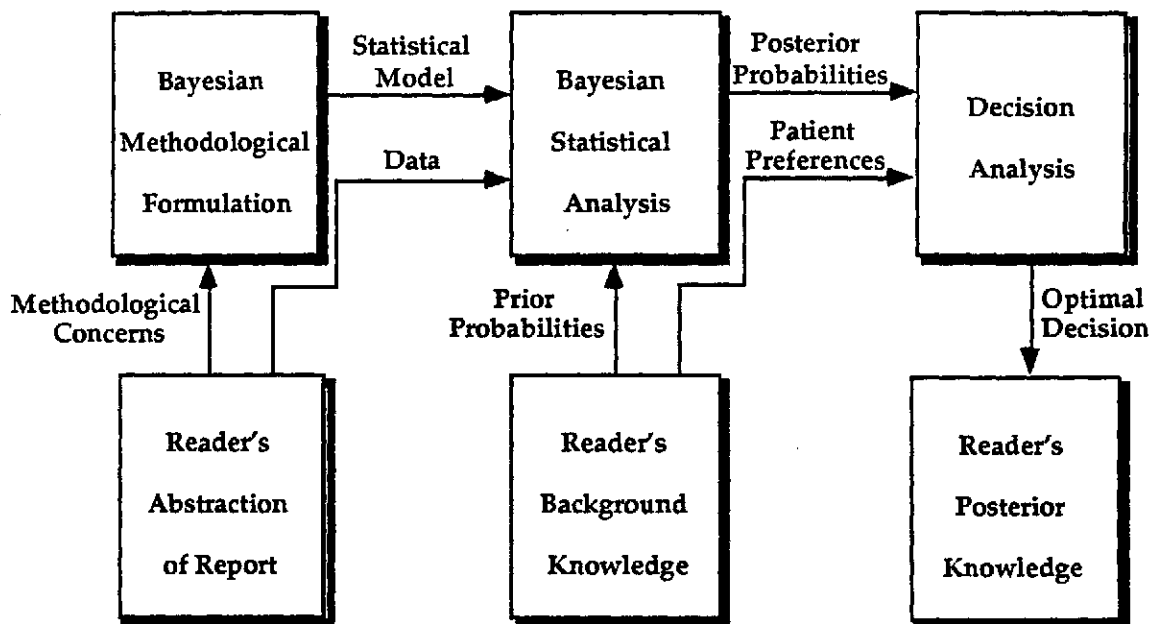 Bayesian
Methodological
Formulation
Statistical
Model
Data
Bayesian
Statistical
Analysis
Posterior
Probabilities
Patient
Preferences
Decision
Analysis
Methodological
Concerns
Prior
Probabilities
Optimal
Decision
Reader's
Abstraction
of Report
Reader's
Background
Knowledge
Reader's
Posterior
Knowledge